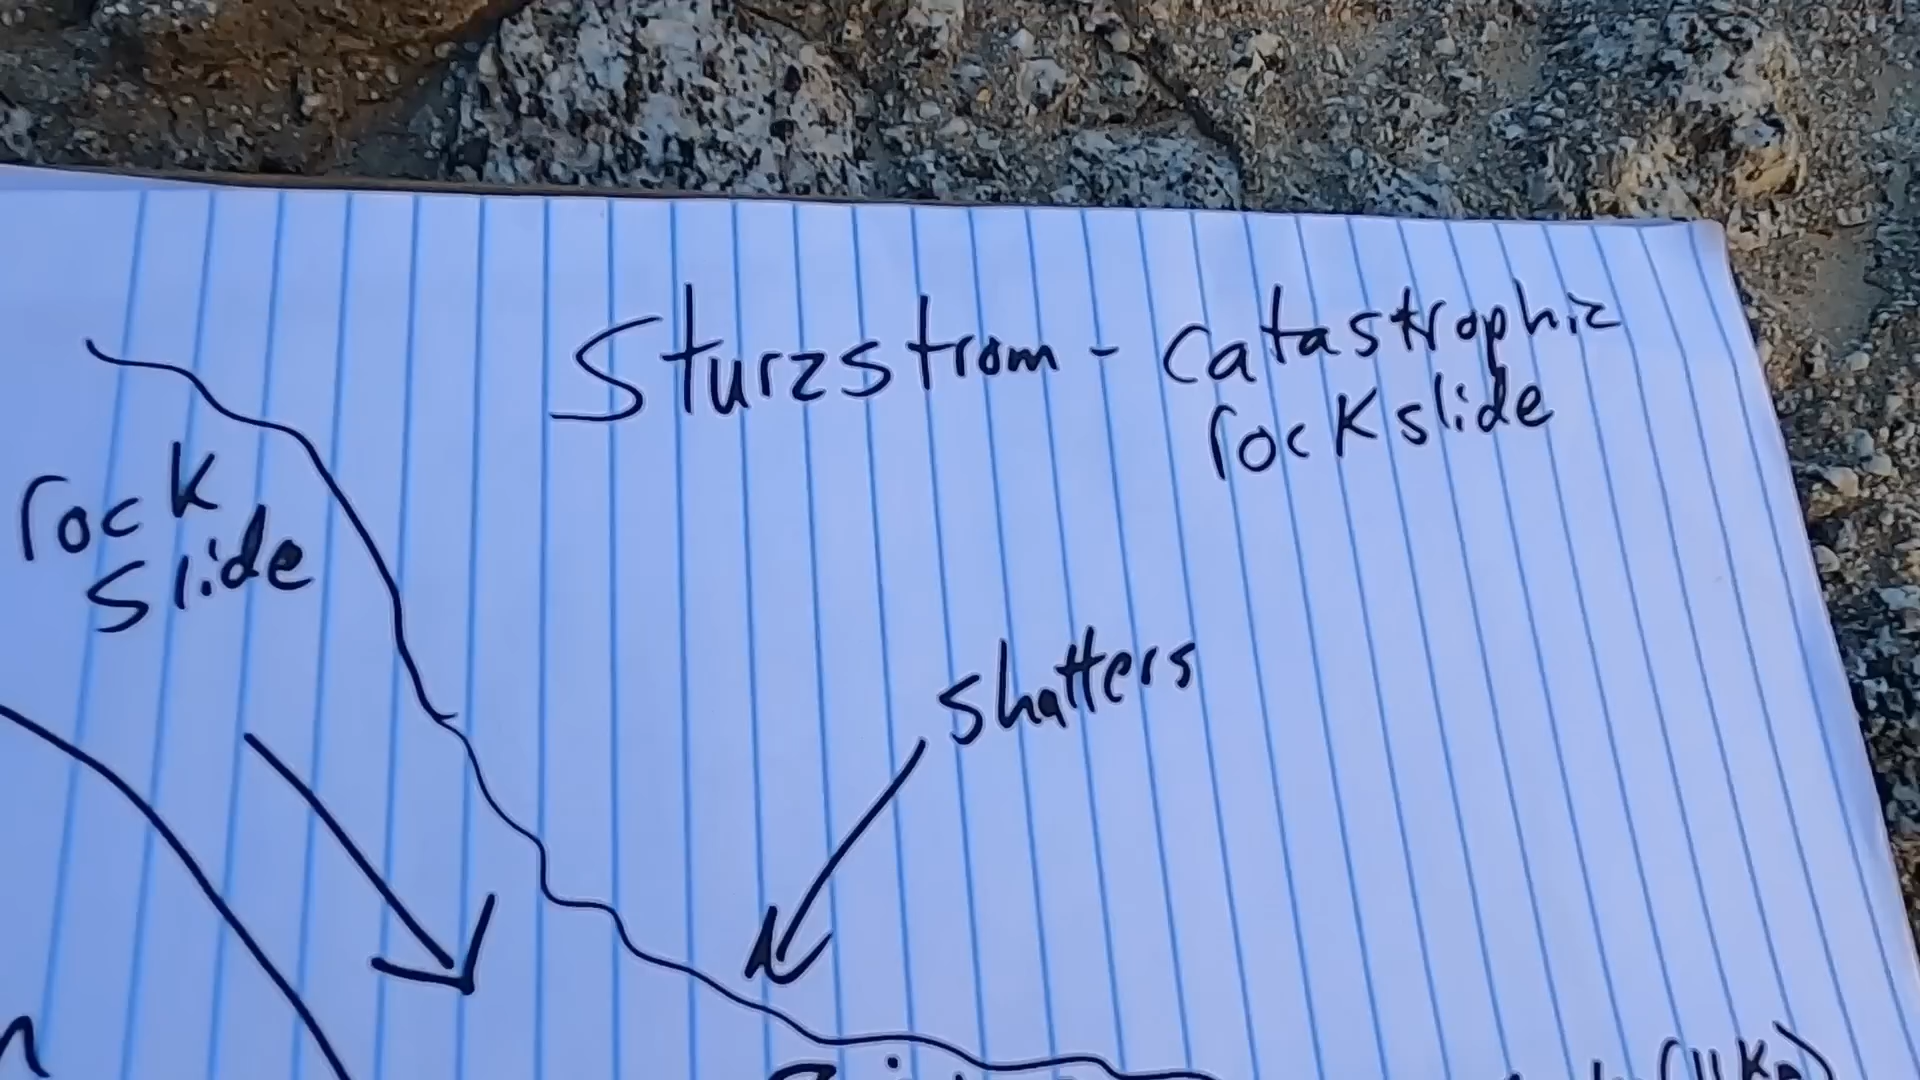 Sturzstrom - catastrophic
rockslide
rock
slide
shatters